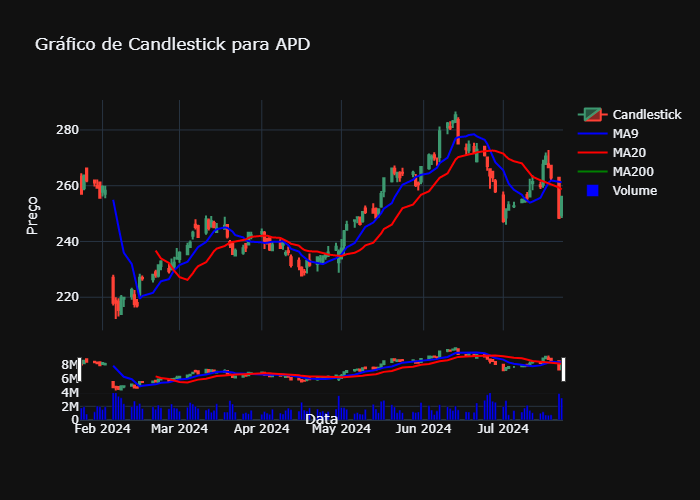 Gráfico de Candlestick para APD
Candlestick
MA9
MA20
MA200
Volume
Preço
280
260
240
220
8M
6M
4M
2M
0
Feb 2024
Mar 2024
Apr 2024
May 2024
Jun 2024
Jul 2024
Data